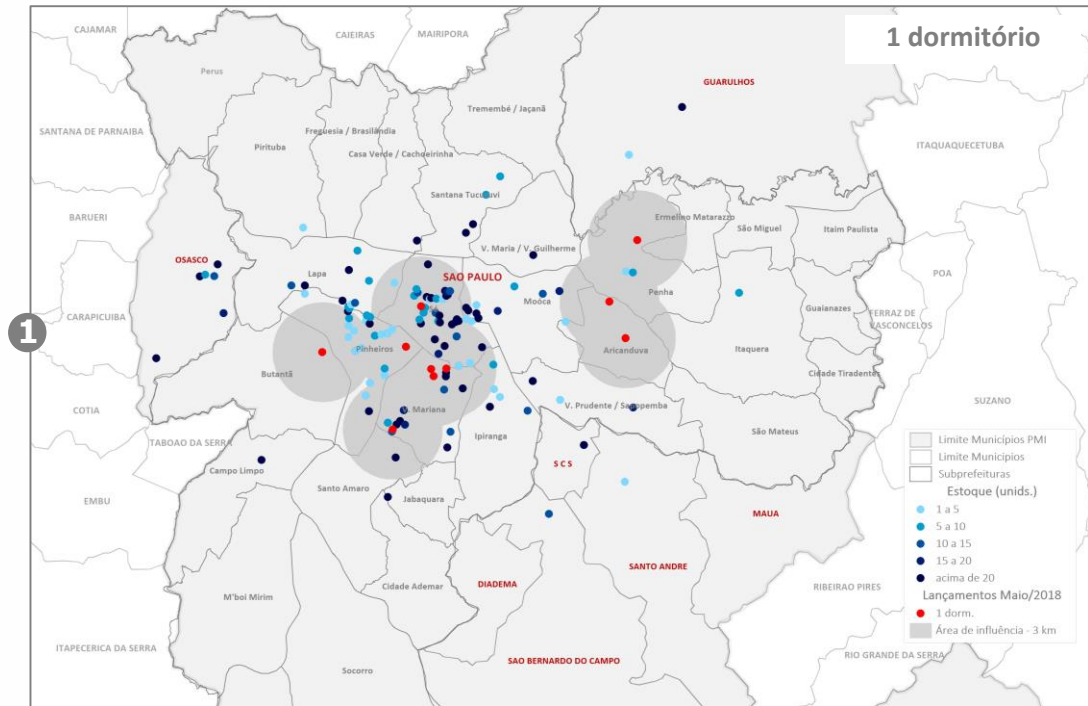 1 dormitório
CAJAMAR
CAIEIRAS
MAIRIPORA
Perus
GUARULHOS
SANTANA DE PARNAIBA
Tremembé / Jaçanã
Freguesia / Brasilândia
Pirituba
Casa Verde / Cachoeirinha
ITAQUAQUECETUBA
Santana Tucuruvi
BARUERI
Ermelino Matarazzo
São Miguel
Itaim Paulista
V. Maria / V. Guilherme
OSASCO
Lapa
SAO PAULO
POA
Penha
Mooca
Guaianazes
CARAPICUIBA
FERRAZ DE
VASCONCELOS
1
Pinheiros
Aricanduva
Itaquera
Butantã
Cidade Tiradentes
SUZANO
COTIA
V. Mariana
V. Prudente / Sapopemba
São Mateus
TABOAO DA SERRA
Ipiranga
Campo Limpo
S C S
Santo Amaro
Jabaquara
EMBU
MAUA
Limite Municípios PMI
Limite Municípios
Subprefeituras
Estoque (unids.)
1 a 5
5 a 10
10 a 15
15 a 20
acima de 20
Lançamentos Maio/2018
1 dorm.
Área de influência - 3 km
SANTO ANDRE
DIADEMA
Cidade Ademar
RIBEIRAO PIRES
M'boi Mirim
ITAPECERICA DA SERRA
SAO BERNARDO DO CAMPO
RIO GRANDE DA SERRA
Socorro